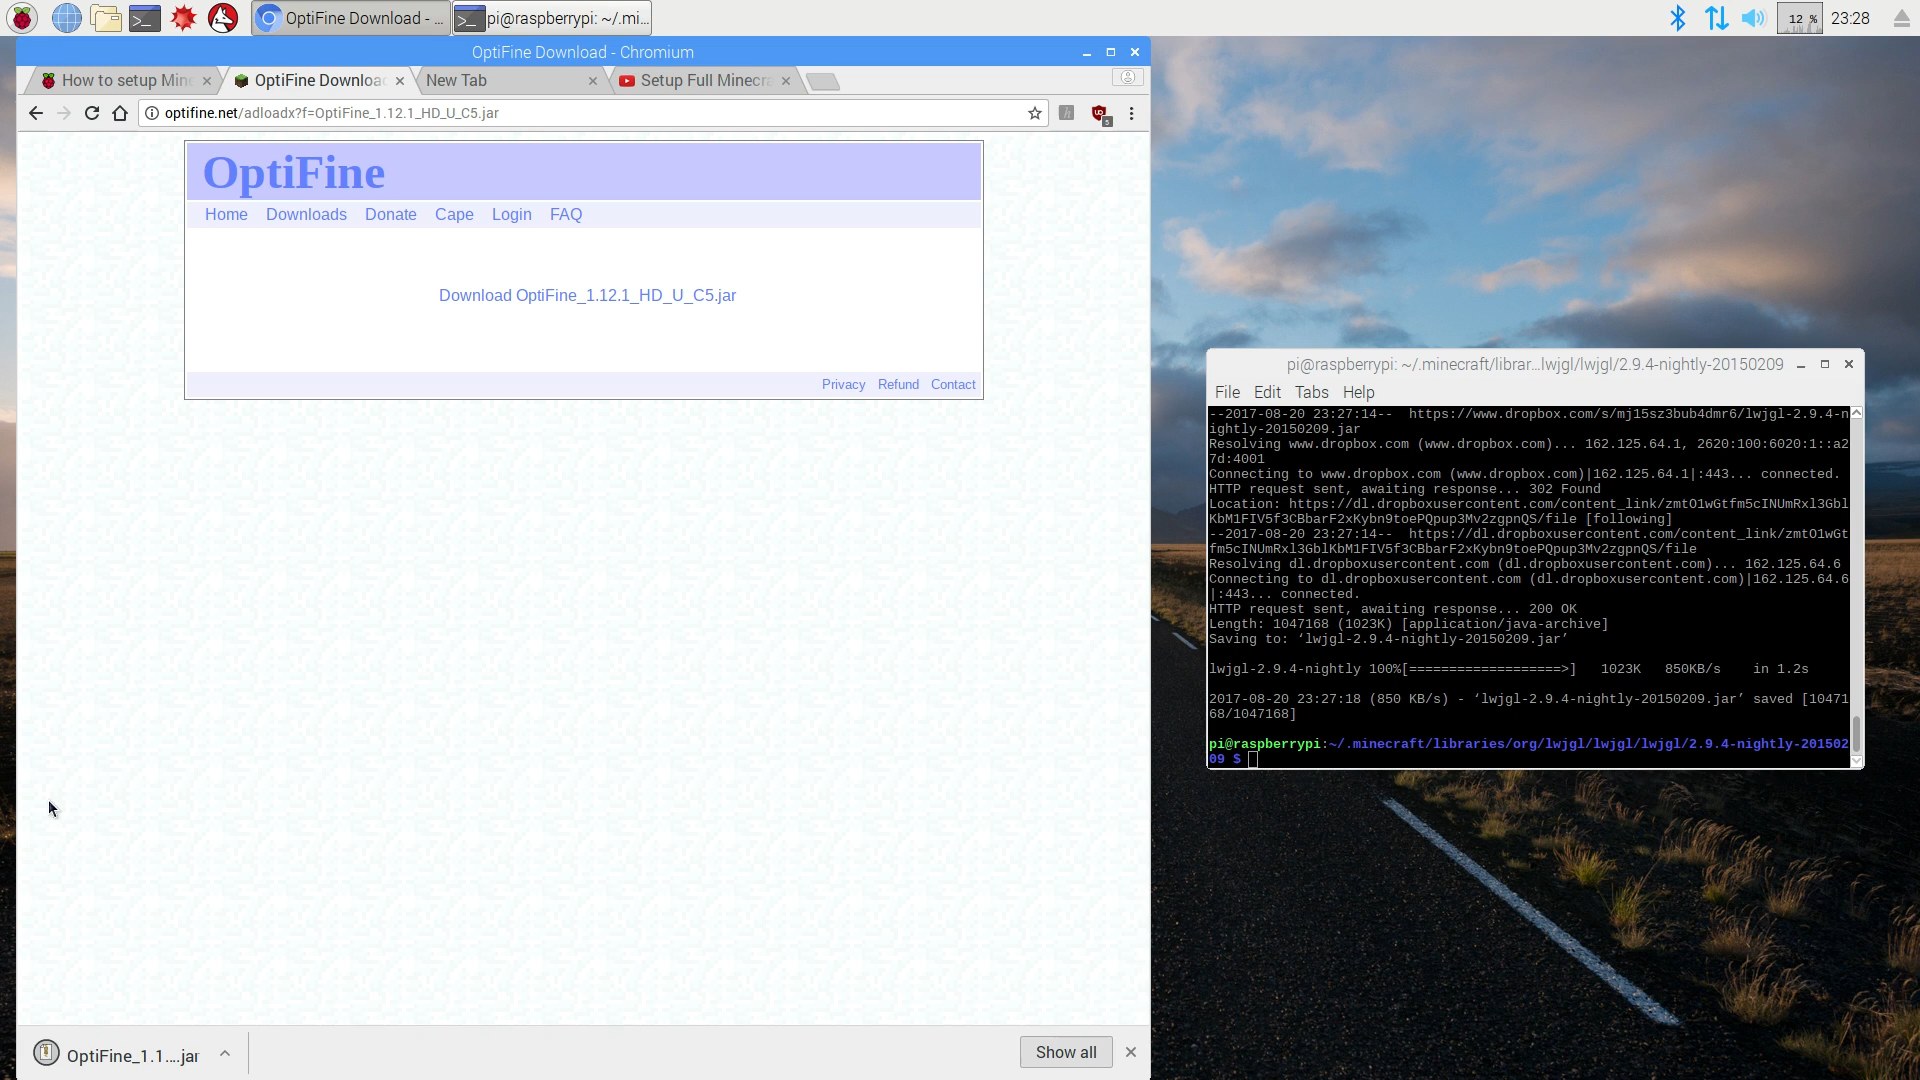 OptiFine Download - ...
pi@raspberrypi: ~/.mi...
12 %
23:28
OptiFine Download - Chromium
How to setup Mine
OptiFine Download
New Tab
Setup Full Minecra
optifine.net/adloadx?f=OptiFine_1.12.1_HD_U_C5.jar
5
OptiFine
Home Downloads Donate Cape Login FAQ
Download OptiFine_1.12.1_HD_U_C5.jar
Privacy Refund Contact
OptiFine_1.1....jar
Show all
pi@raspberrypi: ~/.minecraft/librar...lwjgl/lwjgl/2.9.4-nightly-20150209
File Edit Tabs Help
--2017-08-20 23:27:14-- https://www.dropbox.com/s/mj15sz3bub4dmr6/lwjgl-2.9.4-n
ightly-20150209.jar
Resolving www.dropbox.com (www.dropbox.com)... 162.125.64.1, 2620:100:6020:1::a2
7d:4001
Connecting to www.dropbox.com (www.dropbox.com)|162.125.64.1|:443... connected.
HTTP request sent, awaiting response... 302 Found
Location: https://dl.dropboxusercontent.com/content_link/zmtO1wGtfm5cINUmRxl3Gbl
KbM1FIV5f3CBbarF2xKybn9toePQpup3Mv2zgpnQS/file [following]
--2017-08-20 23:27:14-- https://dl.dropboxusercontent.com/content_link/zmtO1wGt
fm5cINUmRxl3GblKbM1FIV5f3CBbarF2xKybn9toePQpup3Mv2zgpnQS/file
Resolving dl.dropboxusercontent.com (dl.dropboxusercontent.com)... 162.125.64.6
Connecting to dl.dropboxusercontent.com (dl.dropboxusercontent.com)|162.125.64.6
|:443... connected.
HTTP request sent, awaiting response... 200 OK
Length: 1047168 (1023K) [application/java-archive]
Saving to: ‘lwjgl-2.9.4-nightly-20150209.jar’
lwjgl-2.9.4-nightly 100%[===================>] 1023K 850KB/s in 1.2s
2017-08-20 23:27:18 (850 KB/s) - ‘lwjgl-2.9.4-nightly-20150209.jar’ saved [10471
68/1047168]
pi@raspberrypi:~/.minecraft/libraries/org/lwjgl/lwjgl/lwjgl/2.9.4-nightly-201502
09 $